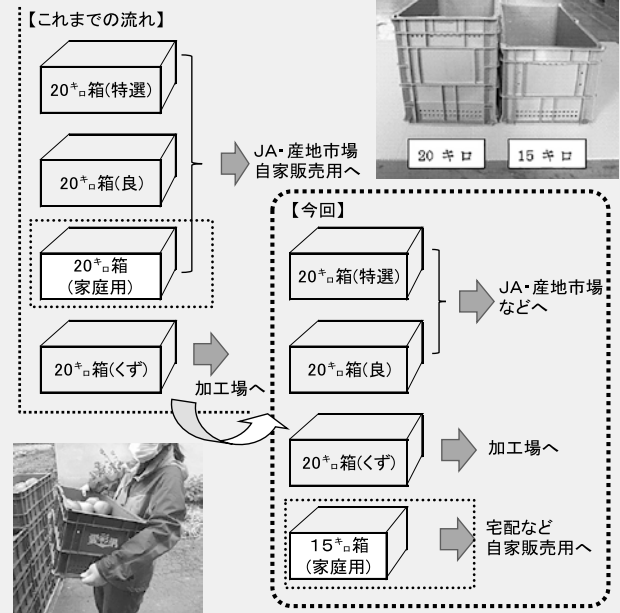 【これまでの流れ】
20㌔箱(特選)
20㌔箱(良)
20㌔箱
(家庭用)
20㌔箱(くず)
JA・産地市場
自家販売用へ
加工場へ
20 キロ
15 キロ
【今回】
20㌔箱(特選)
20㌔箱(良)
20㌔箱(くず)
15㌔箱
(家庭用)
JA・産地市場
などへ
加工場へ
宅配など
自家販売用へ